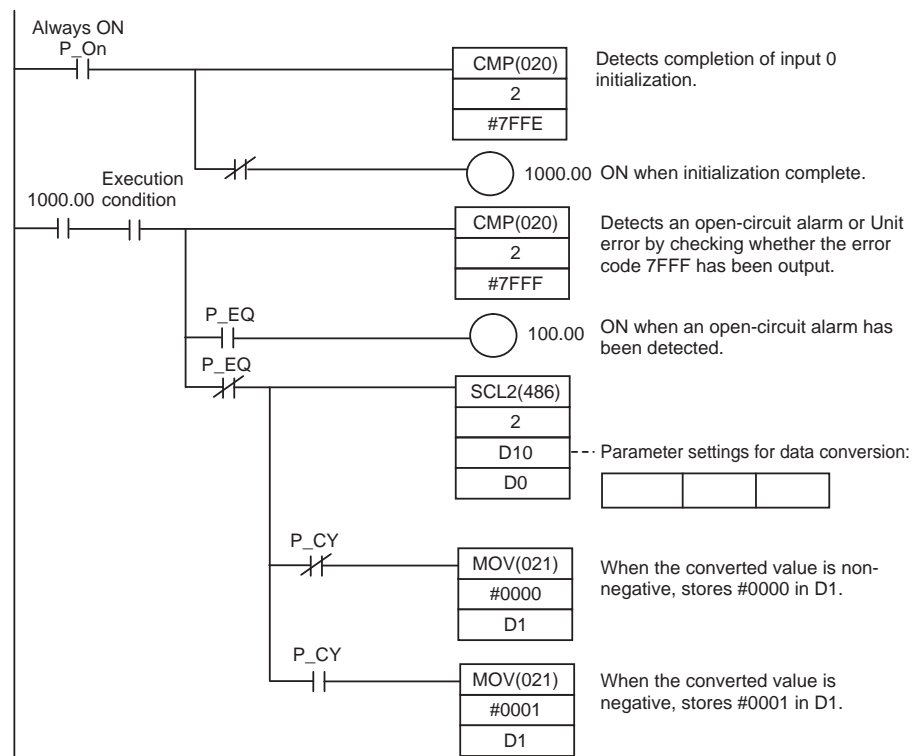 Always ON
P_On
CMP(020)
2
#7FFE
Detects completion of input 0
initialization.
1000.00 ON when initialization complete.
Execution
1000.00 condition
CMP(020)
2
#7FFF
Detects an open-circuit alarm or Unit
error by checking whether the error
code 7FFF has been output.
P_EQ
100.00 ON when an open-circuit alarm has
been detected.
P_EQ
SCL2(486)
2
D10
D0
Parameter settings for data conversion:
P_CY
MOV(021)
#0000
D1
When the converted value is non-
negative, stores #0000 in D1.
P_CY
MOV(021)
#0001
D1
When the converted value is
negative, stores #0001 in D1.